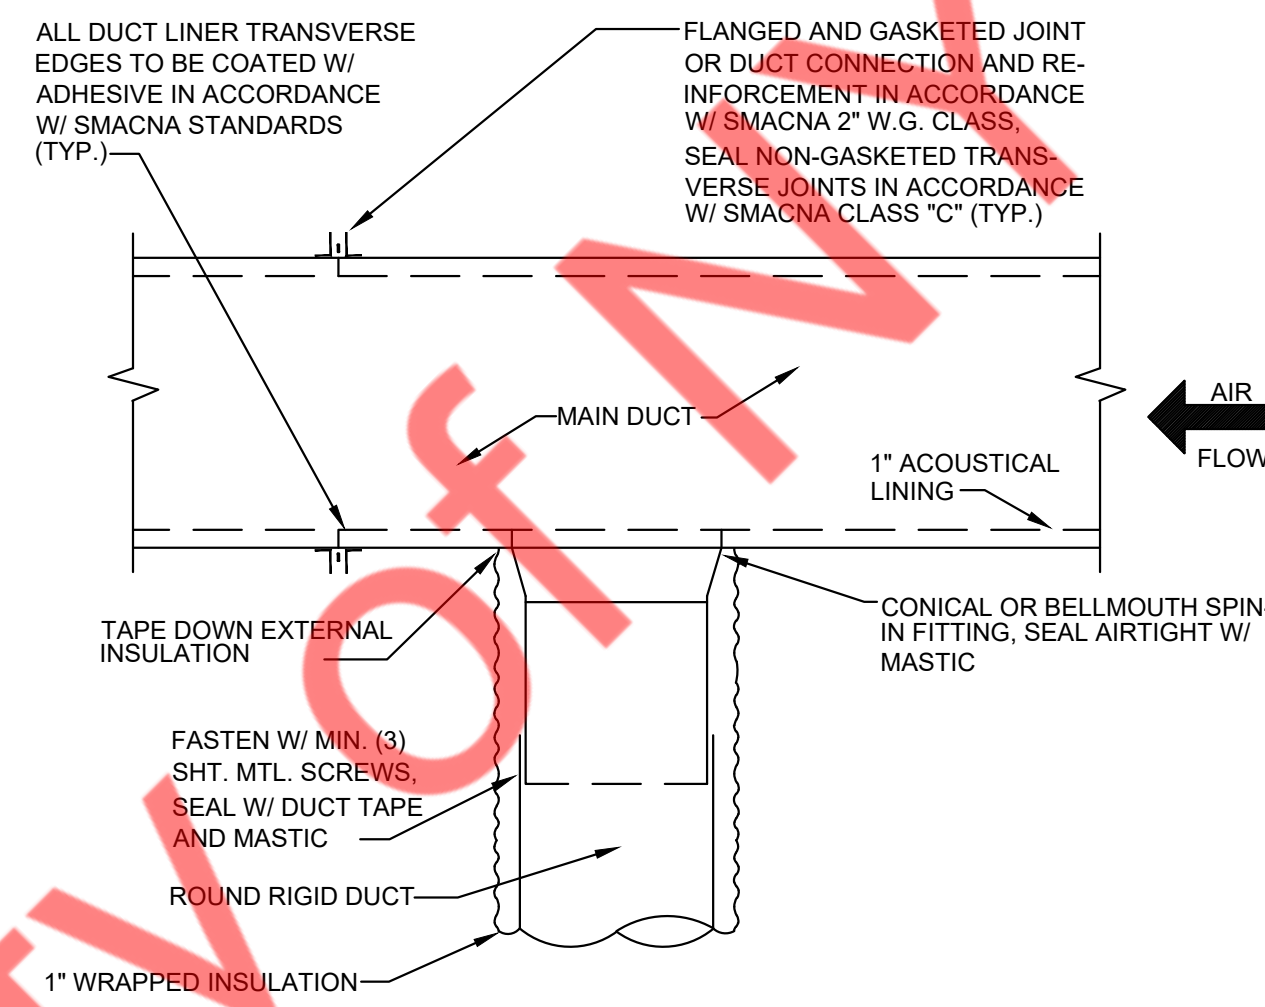 ALL DUCT LINER TRANSVERSE
EDGES TO BE COATED W/
ADHESIVE IN ACCORDANCE
W/ SMACNA STANDARDS
(TYP.)
FLANGED AND GASKETED JOINT
OR DUCT CONNECTION AND RE-
INFORCEMENT IN ACCORDANCE
W/ SMACNA 2" W.G. CLASS,
SEAL NON-GASKETED TRANS-
VERSE JOINTS IN ACCORDANCE
W/ SMACNA CLASS "C" (TYP.)
MAIN DUCT
AIR
FLOW
1" ACOUSTICAL
LINING
TAPE DOWN EXTERNAL
INSULATION
CONICAL OR BELLMOUTH SPIN-
IN FITTING, SEAL AIRTIGHT W/
MASTIC
FASTEN W/ MIN. (3)
SHT. MTL. SCREWS,
SEAL W/ DUCT TAPE
AND MASTIC
ROUND RIGID DUCT
1" WRAPPED INSULATION
ty of NY